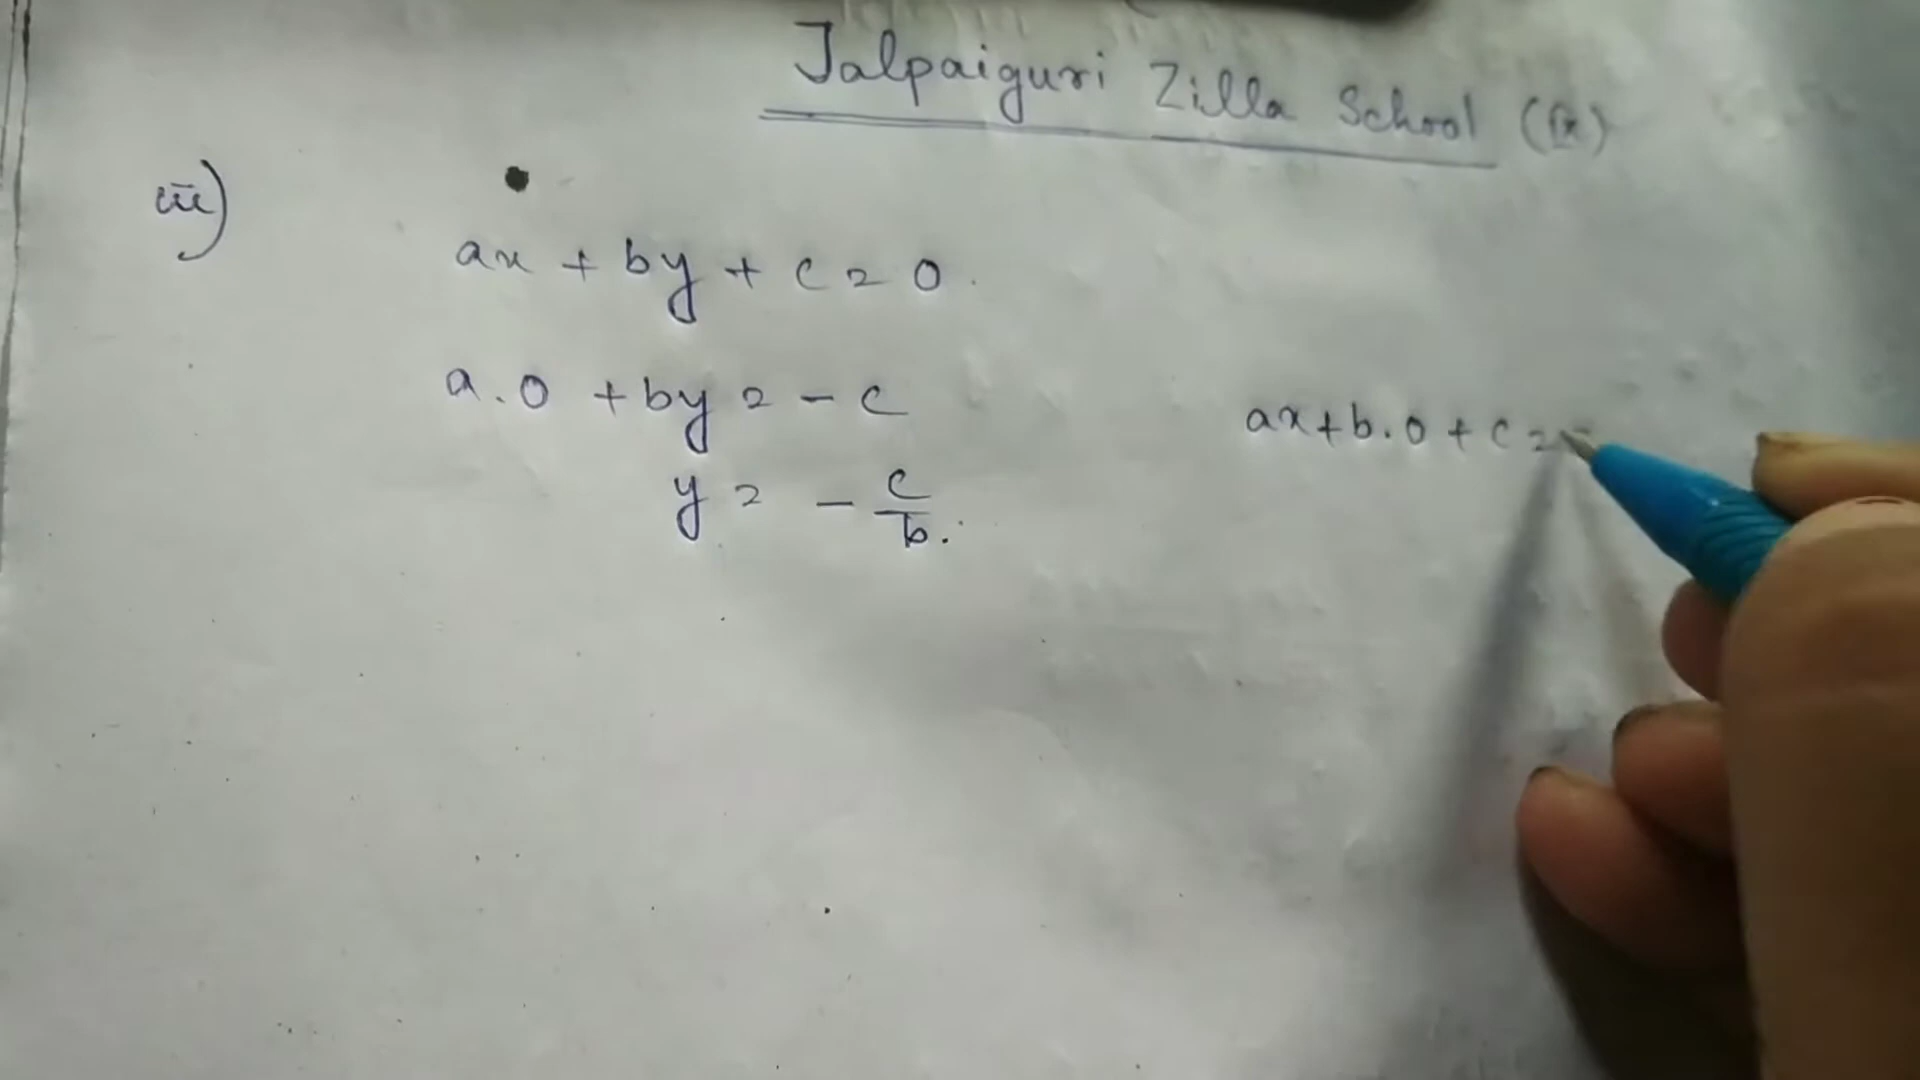 Jalpaiguri Zilla School (IX)
iii)
ax + by + c = 0.
a.0 + by = - c
ax+b.0 + c =
y = - c/b.